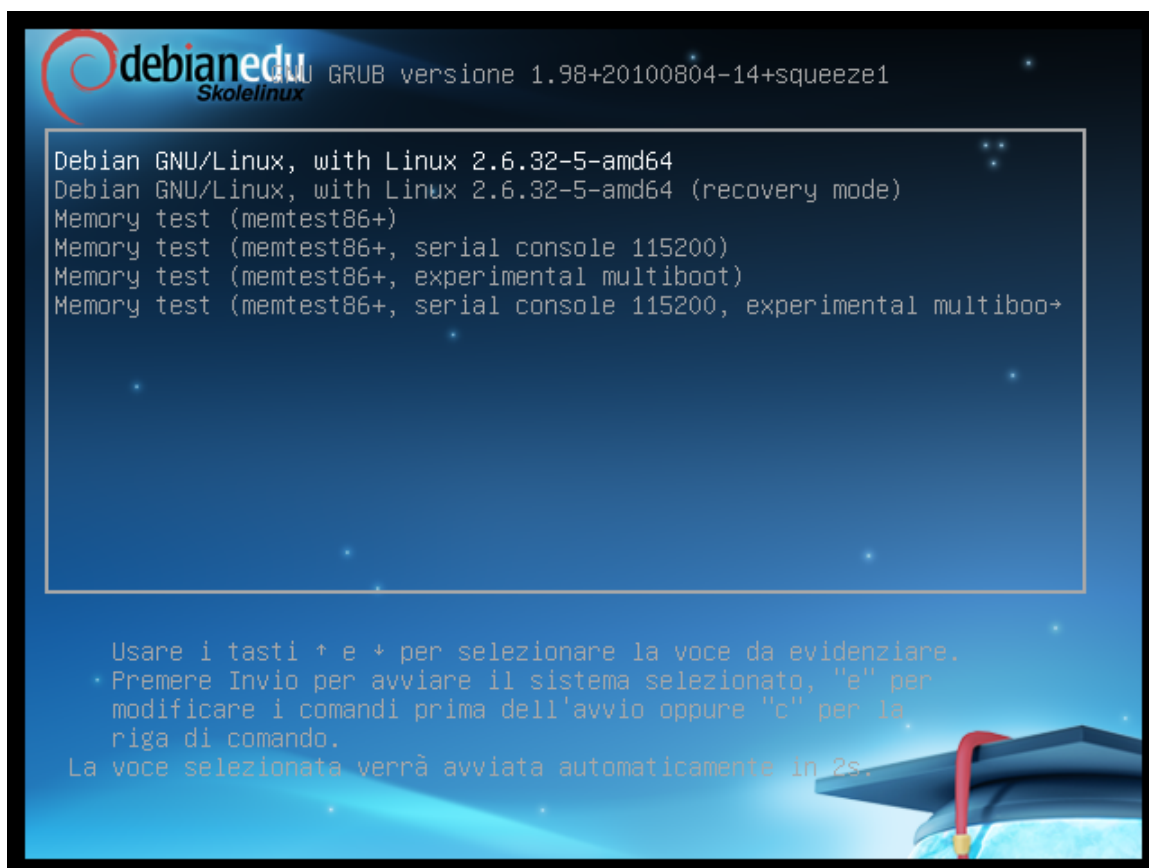 debianedu
Skolelinux
GNU GRUB versione 1.98+20100804-14+squeeze1
Debian GNU/Linux, with Linux 2.6.32-5-amd64
Debian GNU/Linux, with Linux 2.6.32-5-amd64 (recovery mode)
Memory test (memtest86+)
Memory test (memtest86+, serial console 115200)
Memory test (memtest86+, experimental multiboot)
Memory test (memtest86+, serial console 115200, experimental multiboo→
Usare i tasti ↑ e ↓ per selezionare la voce da evidenziare.
Premere Invio per avviare il sistema selezionato, "e" per
modificare i comandi prima dell'avvio oppure "c" per la
riga di comando.
La voce selezionata verrà avviata automaticamente in 2s.